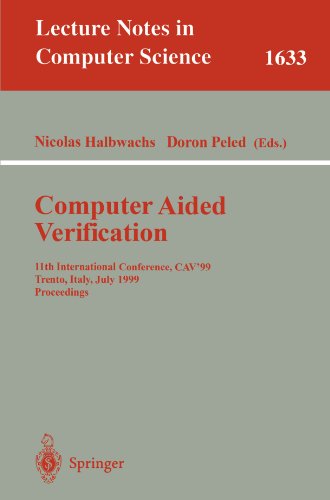 Lecture Notes in
Computer Science 1633
Nicolas Halbwachs Doron Peled (Eds.)
Computer Aided
Verification
11th International Conference, CAV'99
Trento, Italy, July 1999
Proceedings
Springer